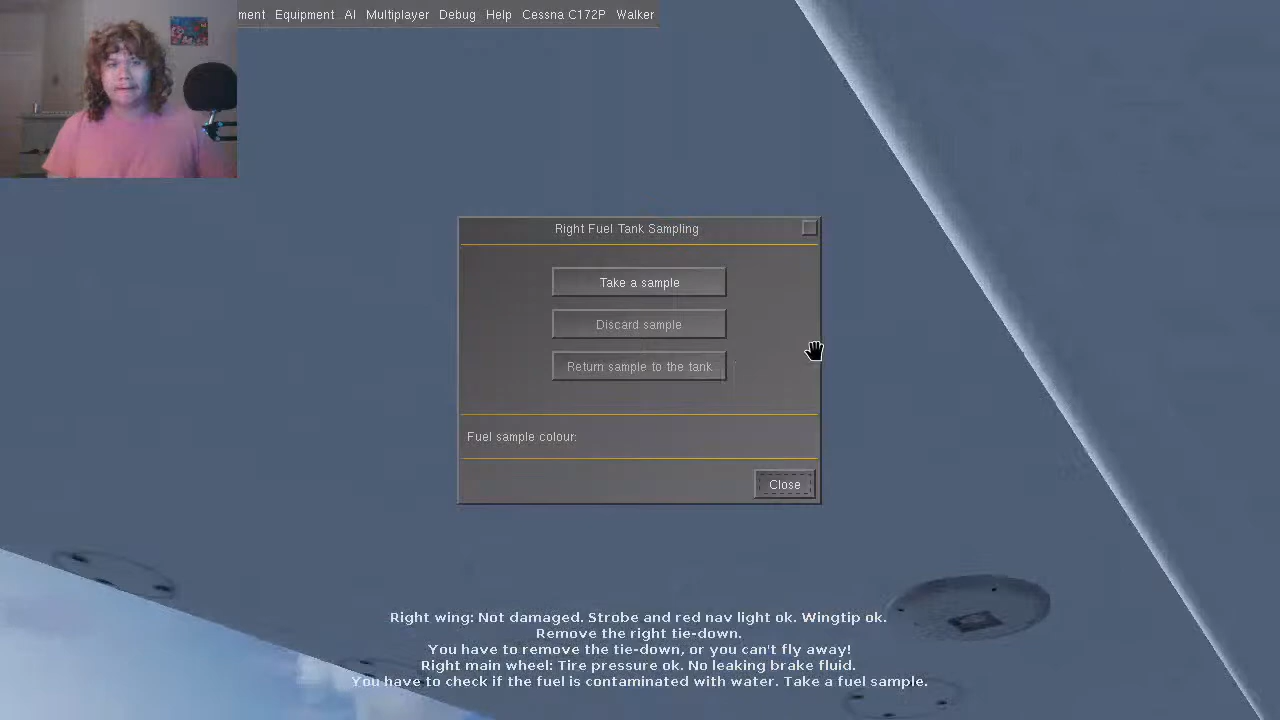 ment Equipment AI Multiplayer Debug Help Cessna C172P Walker
Right Fuel Tank Sampling
Take a sample
Discard sample
Return sample to the tank
Fuel sample colour:
Close
Right wing: Not damaged. Strobe and red nav light ok. Wingtip ok.
Remove the right tie-down.
You have to remove the tie-down, or you can't fly away!
Right main wheel: Tire pressure ok. No leaking brake fluid.
You have to check if the fuel is contaminated with water. Take a fuel sample.